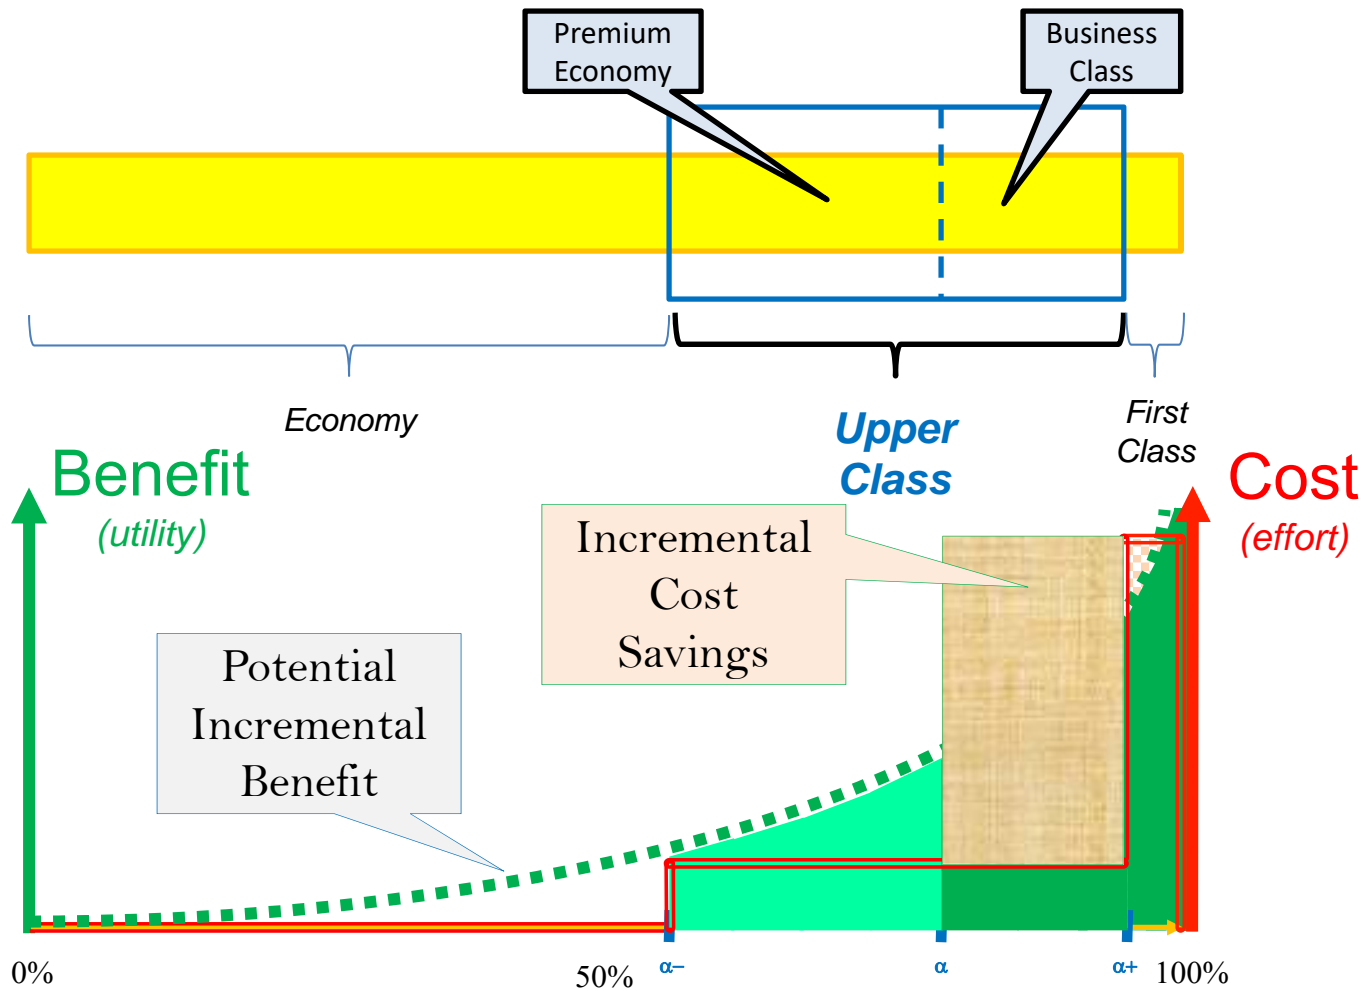 Premium
Economy
Business
Class
Economy
Upper
Class
First
Class
Benefit
(utility)
Cost
(effort)
Incremental
Cost
Savings
Potential
Incremental
Benefit
0%
50%
α−
α
α+
100%